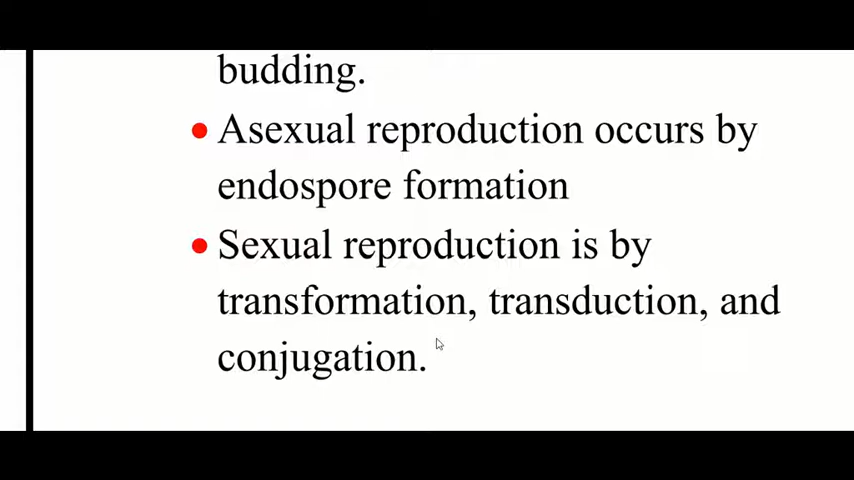 budding.
• Asexual reproduction occurs by
endospore formation
• Sexual reproduction is by
transformation, transduction, and
conjugation.